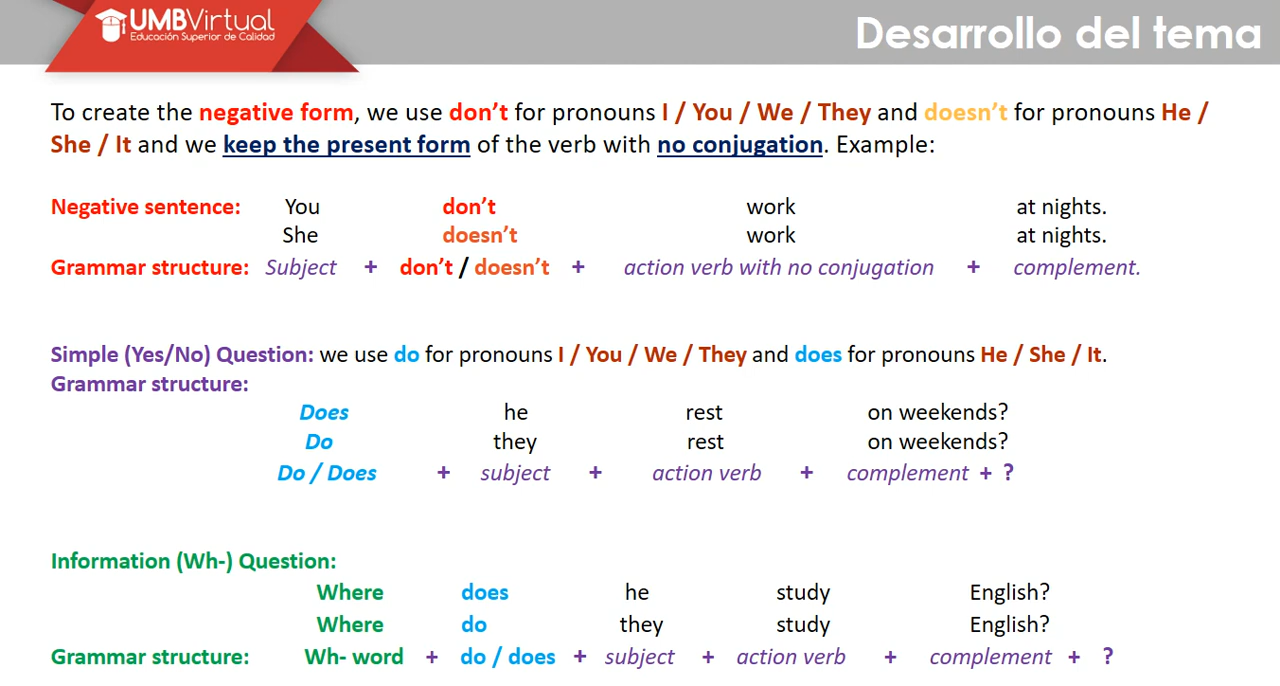 UMBVirtual
Educación Superior de Calidad
Desarrollo del tema
To create the negative form, we use don’t for pronouns I / You / We / They and doesn’t for pronouns He /
She / It and we keep the present form of the verb with no conjugation. Example:
Negative sentence: You don’t work at nights.
She doesn’t work at nights.
Grammar structure: Subject + don’t / doesn’t + action verb with no conjugation + complement.
Simple (Yes/No) Question: we use do for pronouns I / You / We / They and does for pronouns He / She / It.
Grammar structure:
Does he rest on weekends?
Do they rest on weekends?
Do / Does + subject + action verb + complement + ?
Information (Wh-) Question:
Where does he study English?
Where do they study English?
Grammar structure: Wh- word + do / does + subject + action verb + complement + ?